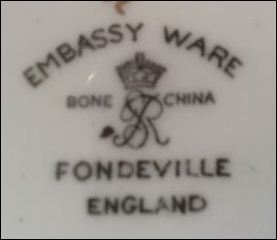 EMBASSY WARE
BONE CHINA
FONDEVILLE
ENGLAND